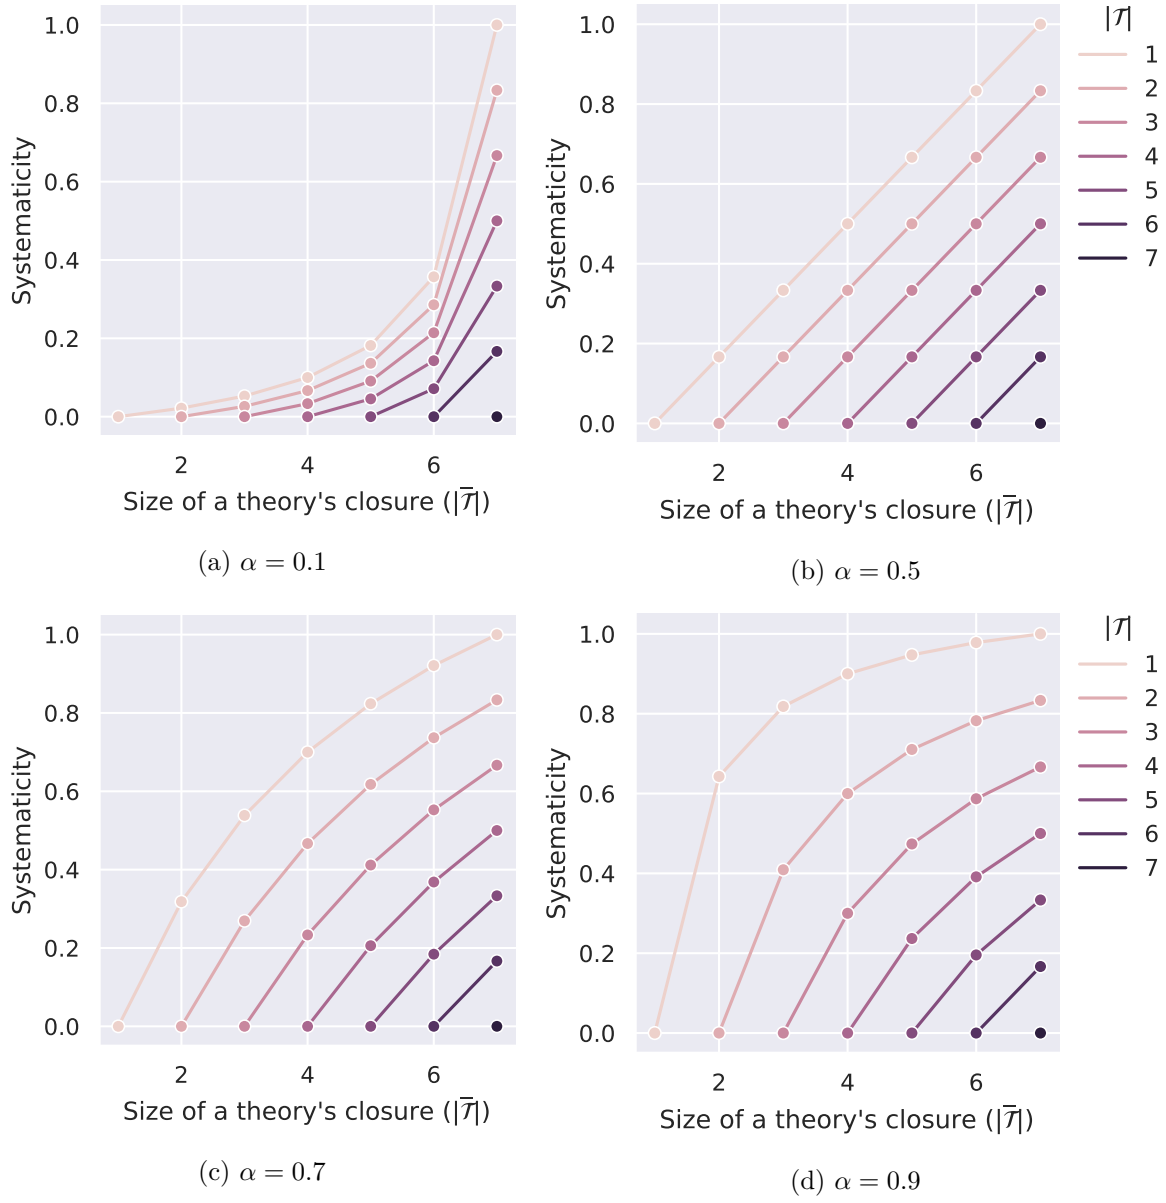 1.0
0.8
0.6
0.4
0.2
0.0
Systematicity
2 4 6
Size of a theory's closure (|𝒯̅|)
(a) α = 0.1
1.0
0.8
0.6
0.4
0.2
0.0
Systematicity
2 4 6
Size of a theory's closure (|𝒯̅|)
(b) α = 0.5
|𝒯|
1
2
3
4
5
6
7
1.0
0.8
0.6
0.4
0.2
0.0
Systematicity
2 4 6
Size of a theory's closure (|𝒯̅|)
(c) α = 0.7
1.0
0.8
0.6
0.4
0.2
0.0
Systematicity
2 4 6
Size of a theory's closure (|𝒯̅|)
(d) α = 0.9
|𝒯|
1
2
3
4
5
6
7